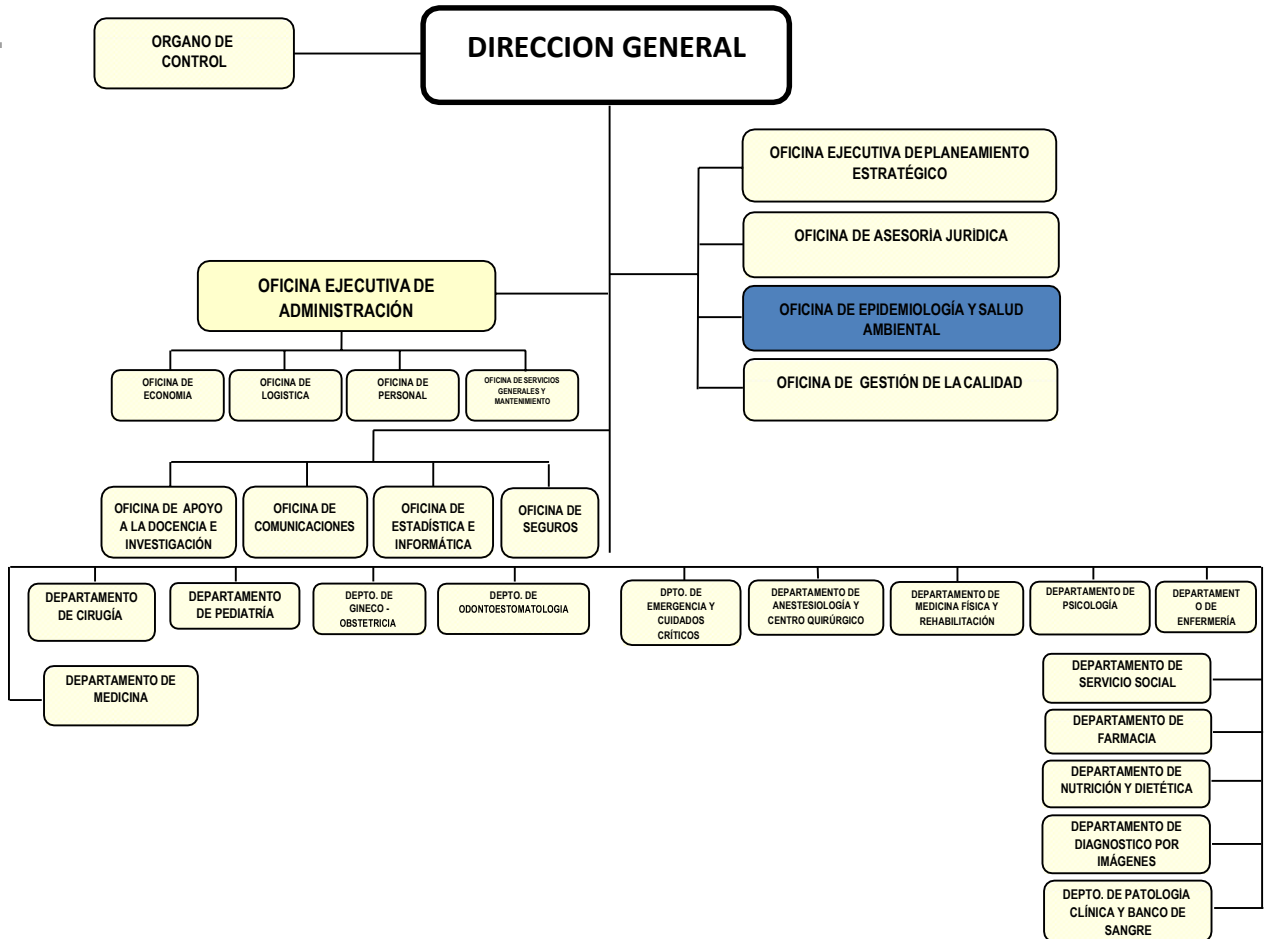 ORGANO DE
CONTROL
DIRECCION GENERAL
OFICINA EJECUTIVA DE PLANEAMIENTO
ESTRATÉGICO
OFICINA DE ASESORÍA JURÍDICA
OFICINA EJECUTIVA DE
ADMINISTRACIÓN
OFICINA DE EPIDEMIOLOGÍA Y SALUD
AMBIENTAL
OFICINA DE GESTIÓN DE LA CALIDAD
OFICINA DE
ECONOMIA
OFICINA DE
LOGISTICA
OFICINA DE
PERSONAL
OFICINA DE SERVICIOS
GENERALES Y
MANTENIMIENTO
OFICINA DE APOYO
A LA DOCENCIA E
INVESTIGACIÓN
OFICINA DE
COMUNICACIONES
OFICINA DE
ESTADÍSTICA E
INFORMÁTICA
OFICINA DE
SEGUROS
DEPARTAMENTO
DE CIRUGÍA
DEPARTAMENTO
DE PEDIATRÍA
DEPTO. DE
GINECO -
OBSTETRICIA
DEPTO. DE
ODONTOESTOMATOLOGIA
DPTO. DE
EMERGENCIA Y
CUIDADOS
CRÍTICOS
DEPARTAMENTO DE
ANESTESIOLOGÍA Y
CENTRO QUIRÚRGICO
DEPARTAMENTO DE
MEDICINA FÍSICA Y
REHABILITACIÓN
DEPARTAMENTO DE
PSICOLOGÍA
DEPARTAMENT
O DE
ENFERMERÍA
DEPARTAMENTO DE
MEDICINA
DEPARTAMENTO DE
SERVICIO SOCIAL
DEPARTAMENTO DE
FARMACIA
DEPARTAMENTO DE
NUTRICIÓN Y DIETÉTICA
DEPARTAMENTO DE
DIAGNOSTICO POR
IMÁGENES
DEPTO. DE PATOLOGÍA
CLÍNICA Y BANCO DE
SANGRE